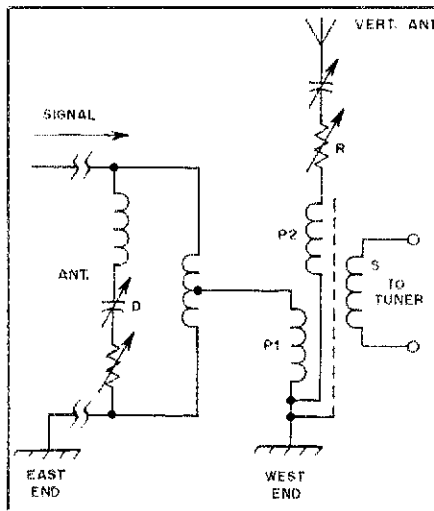 VERT. ANT
SIGNAL
R
P2
ANT.
D
S
TO
TUNER
P1
EAST
END
WEST
END